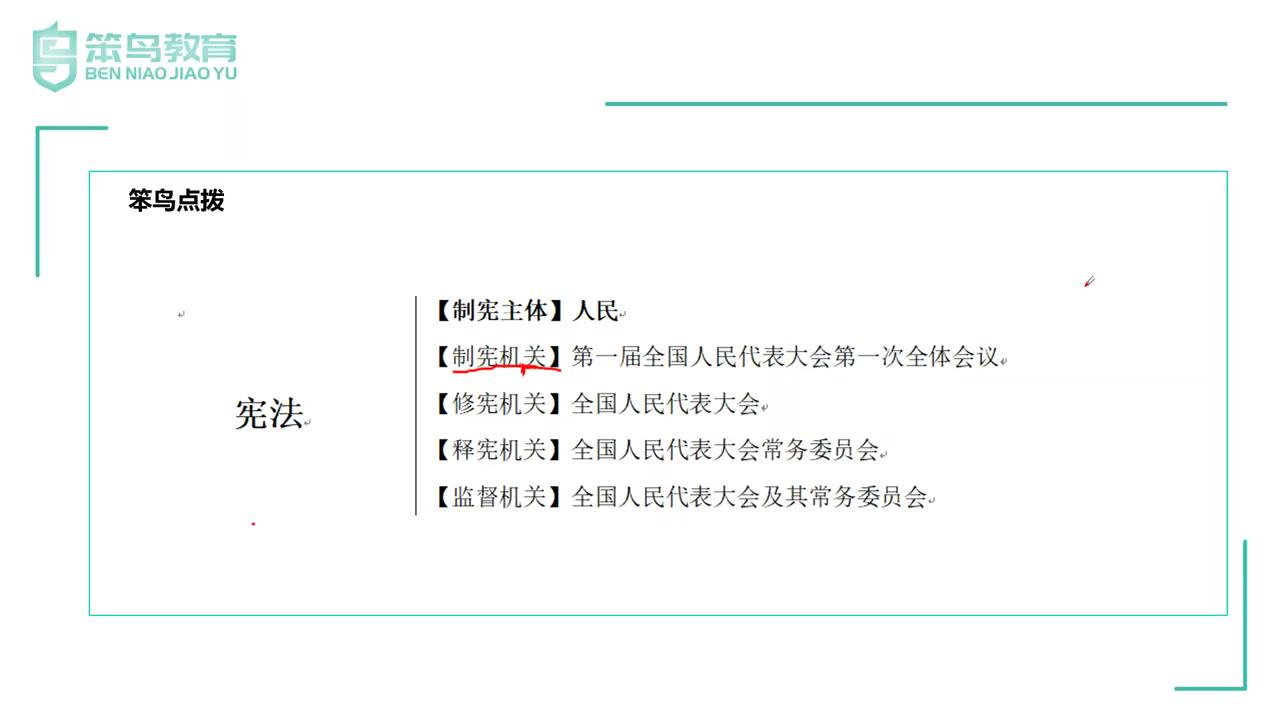 笨鸟教育
BEN NIAO JIAO YU
笨鸟点拨
宪法
【制宪主体】人民
【制宪机关】第一届全国人民代表大会第一次全体会议
【修宪机关】全国人民代表大会
【释宪机关】全国人民代表大会常务委员会
【监督机关】全国人民代表大会及其常务委员会